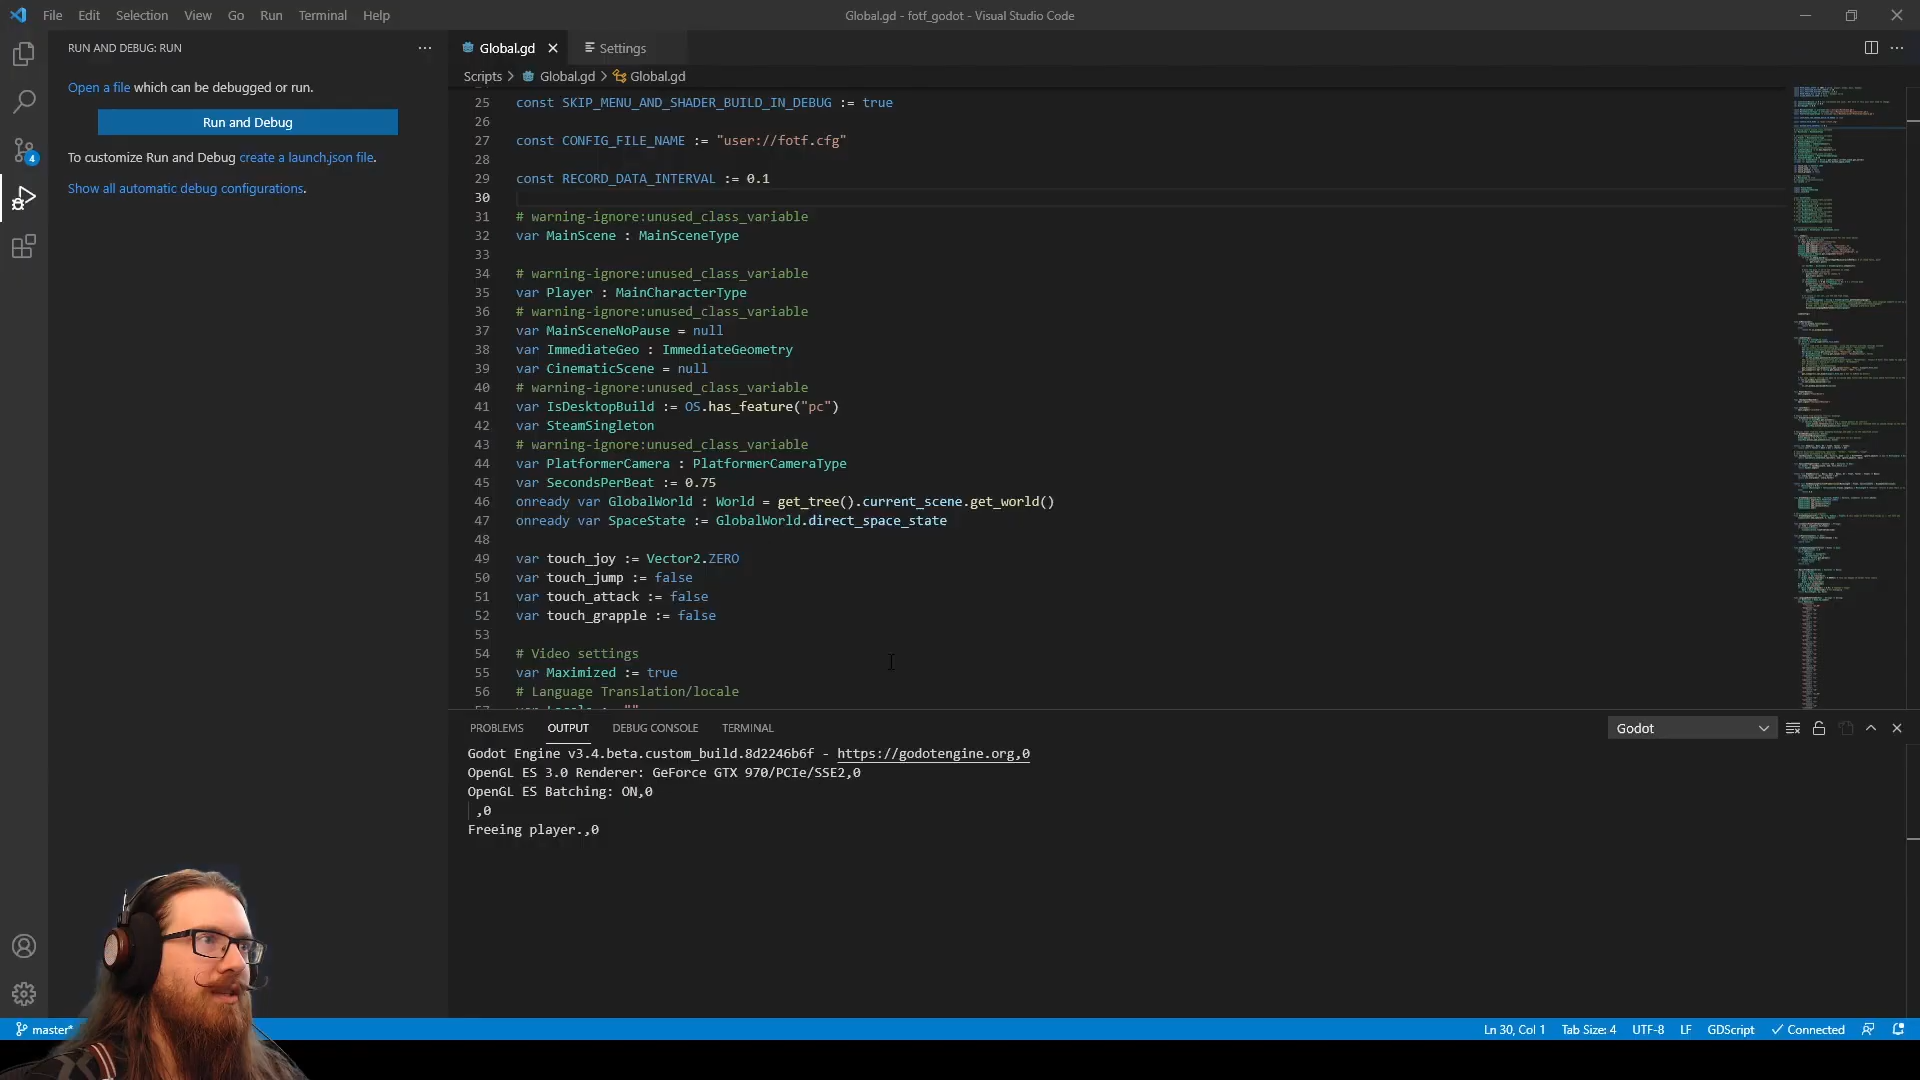 File Edit Selection View Go Run Terminal Help
Global.gd - fotf_godot - Visual Studio Code
RUN AND DEBUG: RUN
Open a file which can be debugged or run.
Run and Debug
To customize Run and Debug create a launch.json file.
Show all automatic debug configurations.
4
Global.gd
Settings
Scripts > Global.gd > Global.gd
25 const SKIP_MENU_AND_SHADER_BUILD_IN_DEBUG := true
26
27 const CONFIG_FILE_NAME := "user://fotf.cfg"
28
29 const RECORD_DATA_INTERVAL := 0.1
30
31 # warning-ignore:unused_class_variable
32 var MainScene : MainSceneType
33
34 # warning-ignore:unused_class_variable
35 var Player : MainCharacterType
36 # warning-ignore:unused_class_variable
37 var MainSceneNoPause = null
38 var ImmediateGeo : ImmediateGeometry
39 var CinematicScene = null
40 # warning-ignore:unused_class_variable
41 var IsDesktopBuild := OS.has_feature("pc")
42 var SteamSingleton
43 # warning-ignore:unused_class_variable
44 var PlatformerCamera : PlatformerCameraType
45 var SecondsPerBeat := 0.75
46 onready var GlobalWorld : World = get_tree().current_scene.get_world()
47 onready var SpaceState := GlobalWorld.direct_space_state
48
49 var touch_joy := Vector2.ZERO
50 var touch_jump := false
51 var touch_attack := false
52 var touch_grapple := false
53
54 # Video settings
55 var Maximized := true
56 # Language Translation/locale
PROBLEMS OUTPUT DEBUG CONSOLE TERMINAL
Godot
Godot Engine v3.4.beta.custom_build.8d2246b6f - https://godotengine.org,0
OpenGL ES 3.0 Renderer: GeForce GTX 970/PCIe/SSE2,0
OpenGL ES Batching: ON,0
,0
Freeing player.,0
master*
Ln 30, Col 1 Tab Size: 4 UTF-8 LF GDScript Connected